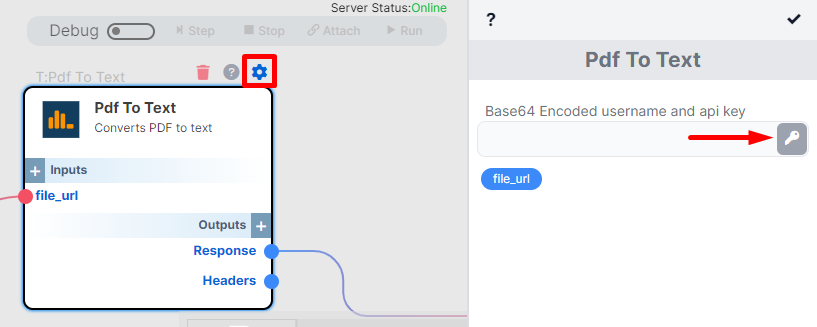 Server Status:Online
Debug Step Stop Attach Run
T:Pdf To Text ?
Pdf To Text
Converts PDF to text
+ Inputs
file_url
Outputs +
Response
Headers
?
Pdf To Text
Base64 Encoded username and api key
file_url